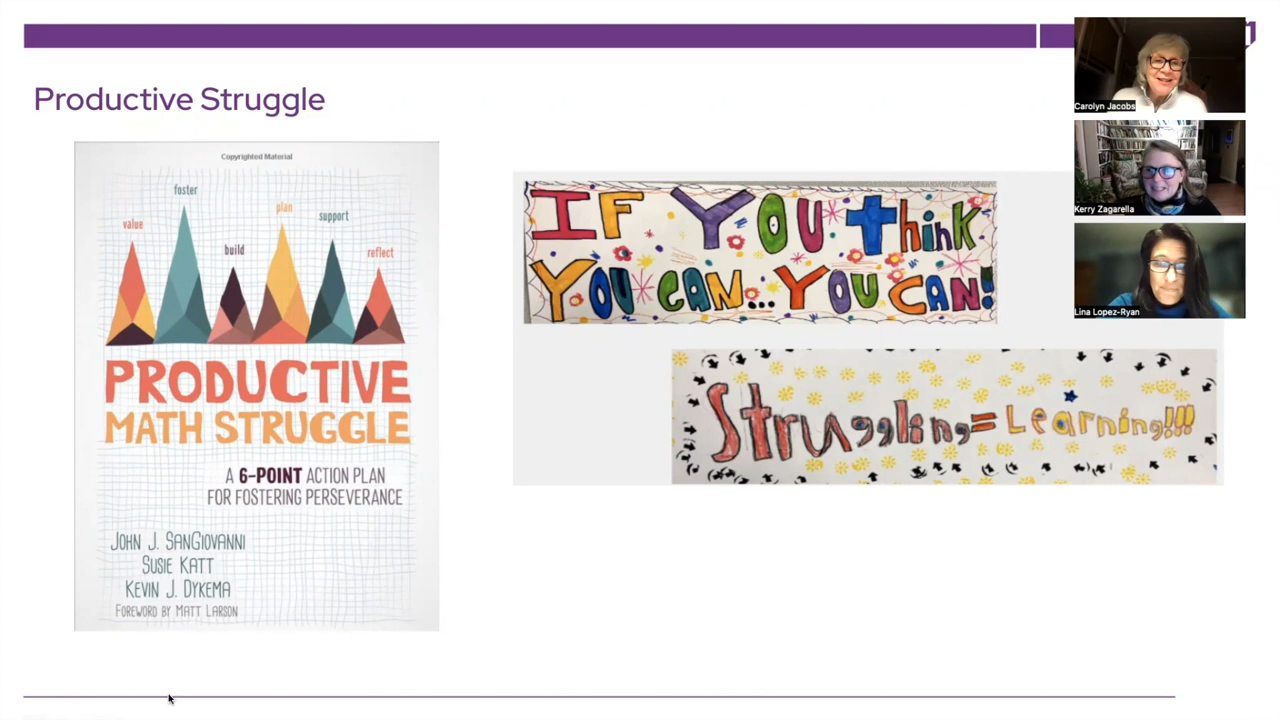 Productive Struggle
Copyrighted Material
value
foster
build
plan
support
reflect
PRODUCTIVE
MATH STRUGGLE
A 6-POINT ACTION PLAN
FOR FOSTERING PERSEVERANCE
JOHN J. SANGIOVANNI
SUSIE KATT
KEVIN J. DYKEMA
FOREWORD BY MATT LARSON
IF YOU think
YOU CAN...YOU CAN!
Struggling=Learning!!!
Carolyn Jacobs
Kerry Zagarella
Lina Lopez-Ryan